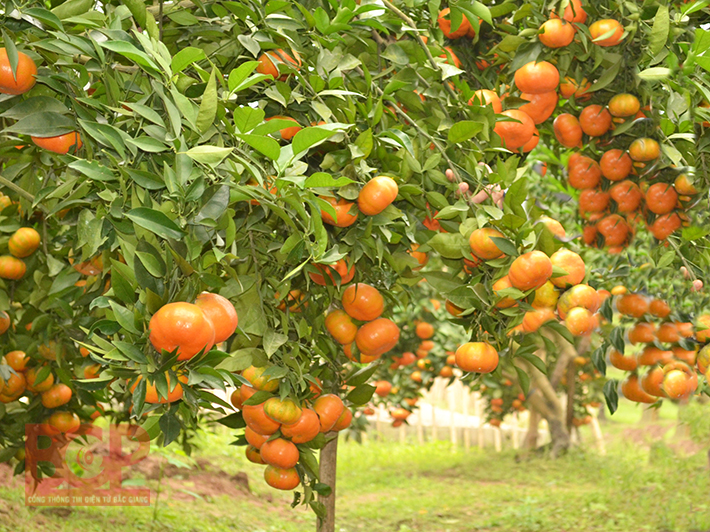 CỔNG THÔNG TIN ĐIỆN TỬ BẮC GIANG